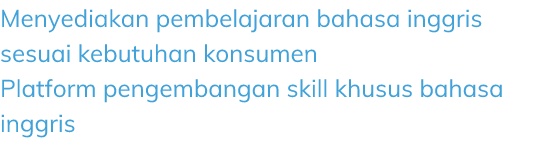 Menyediakan pembelajaran bahasa inggris
sesuai kebutuhan konsumen
Platform pengembangan skill khusus bahasa
inggris